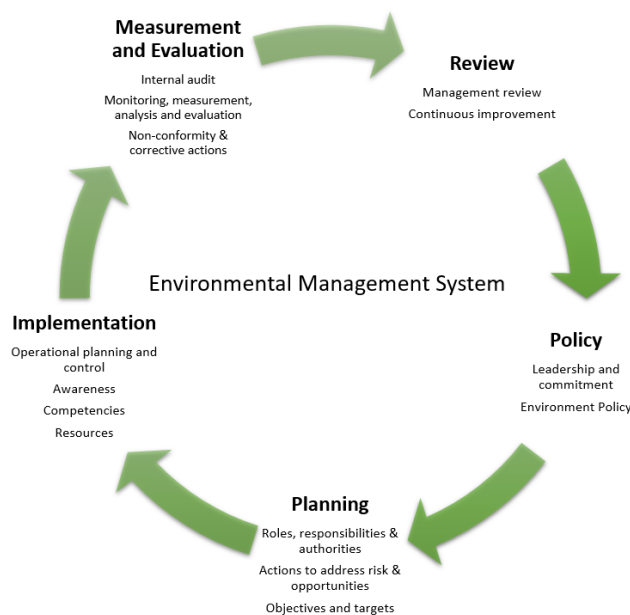 Measurement
and Evaluation
Internal audit
Monitoring, measurement,
analysis and evaluation
Non-conformity &
corrective actions
Review
Management review
Continuous improvement
Environmental Management System
Implementation
Operational planning and
control
Awareness
Competencies
Resources
Policy
Leadership and
commitment
Environment Policy
Planning
Roles, responsibilities &
authorities
Actions to address risk &
opportunities
Objectives and targets